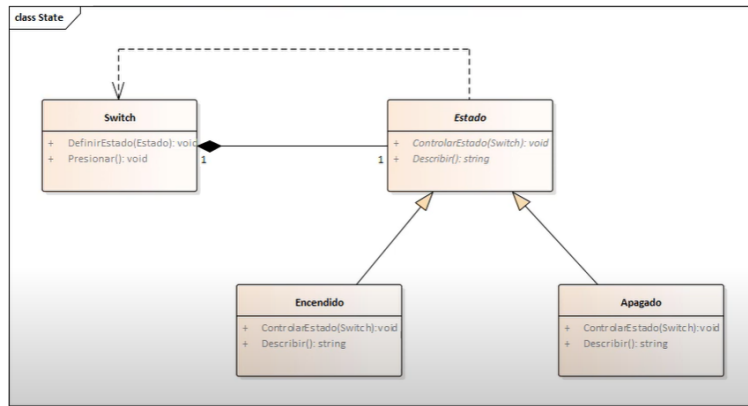 class State
Switch
+ DefinirEstado(Estado): void
+ Presionar(): void
1
1
Estado
+ ControlarEstado(Switch): void
+ Describir(): string
Encendido
+ ControlarEstado(Switch):void
+ Describir(): string
Apagado
+ ControlarEstado(Switch):void
+ Describir(): string